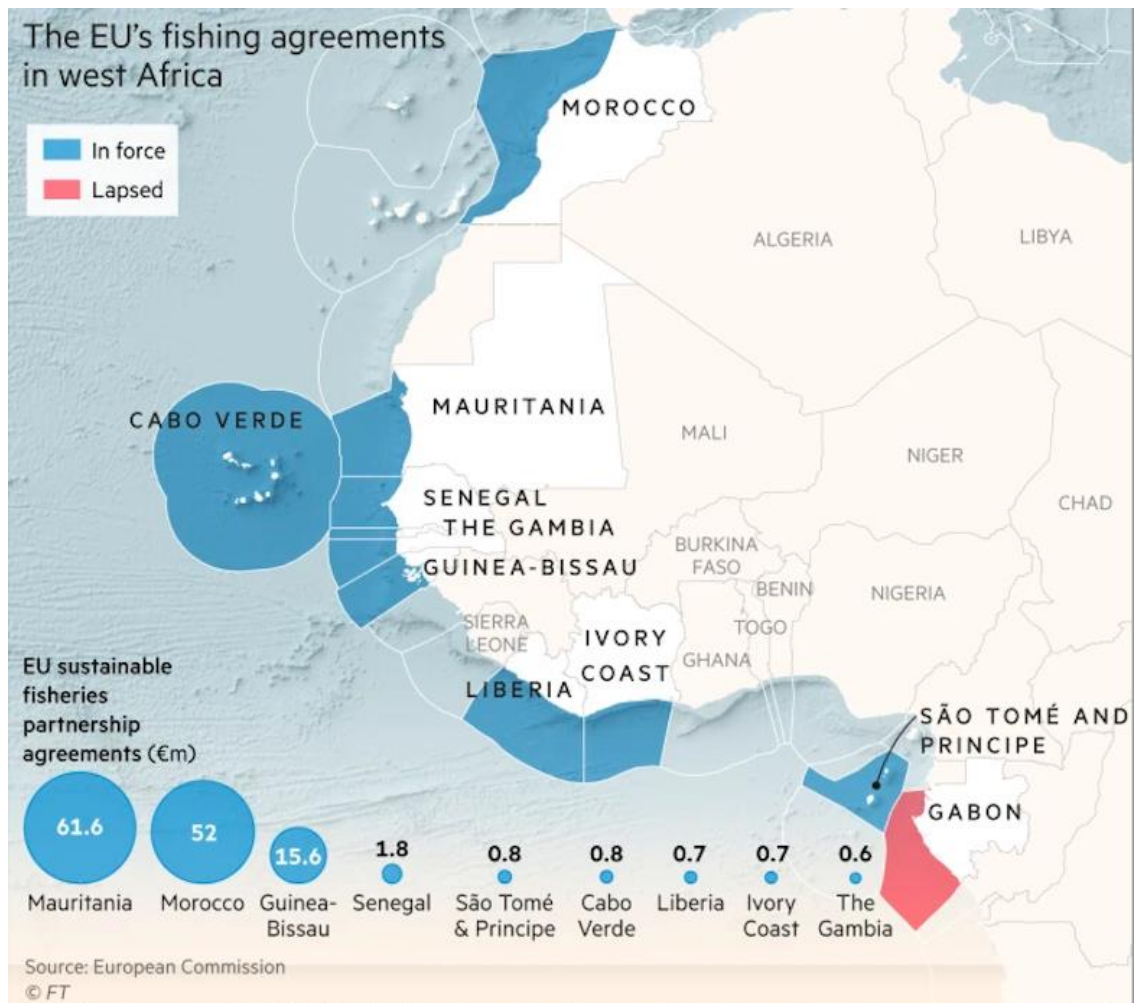 The EU's fishing agreements
in west Africa
In force
Lapsed
MOROCCO
ALGERIA
LIBYA
CABO VERDE
MAURITANIA
MALI
NIGER
CHAD
SENEGAL
THE GAMBIA
GUINEA-BISSAU
BURKINA
FASO
BENIN
NIGERIA
SIERRA
LEONE
IVORY
COAST
GHANA
TOGO
LIBERIA
SÃO TOMÉ AND
PRINCIPE
GABON
EU sustainable
fisheries
partnership
agreements (€m)
61.6
52
15.6
1.8
0.8
0.8
0.7
0.7
0.6
Mauritania
Morocco
Guinea-
Bissau
Senegal
São Tomé
& Principe
Cabo
Verde
Liberia
Ivory
Coast
The
Gambia
Source: European Commission
© FT